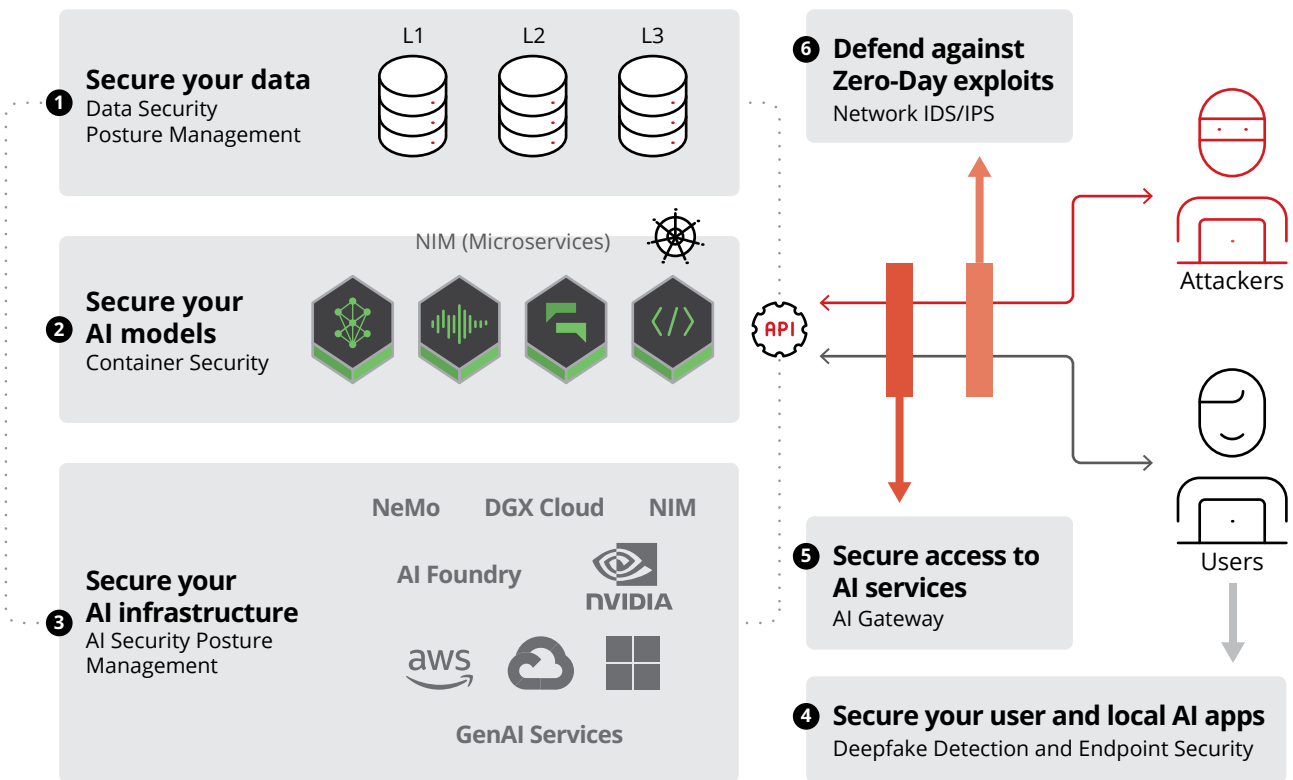 1
Secure your data
Data Security
Posture Management
L1
L2
L3
2
Secure your
AI models
Container Security
NIM (Microservices)
</>
3
Secure your
AI infrastructure
AI Security Posture
Management
NeMo
DGX Cloud
NIM
AI Foundry
NVIDIA
aws
GenAI Services
API
6
Defend against
Zero-Day exploits
Network IDS/IPS
Attackers
Users
5
Secure access to
AI services
AI Gateway
4
Secure your user and local AI apps
Deepfake Detection and Endpoint Security